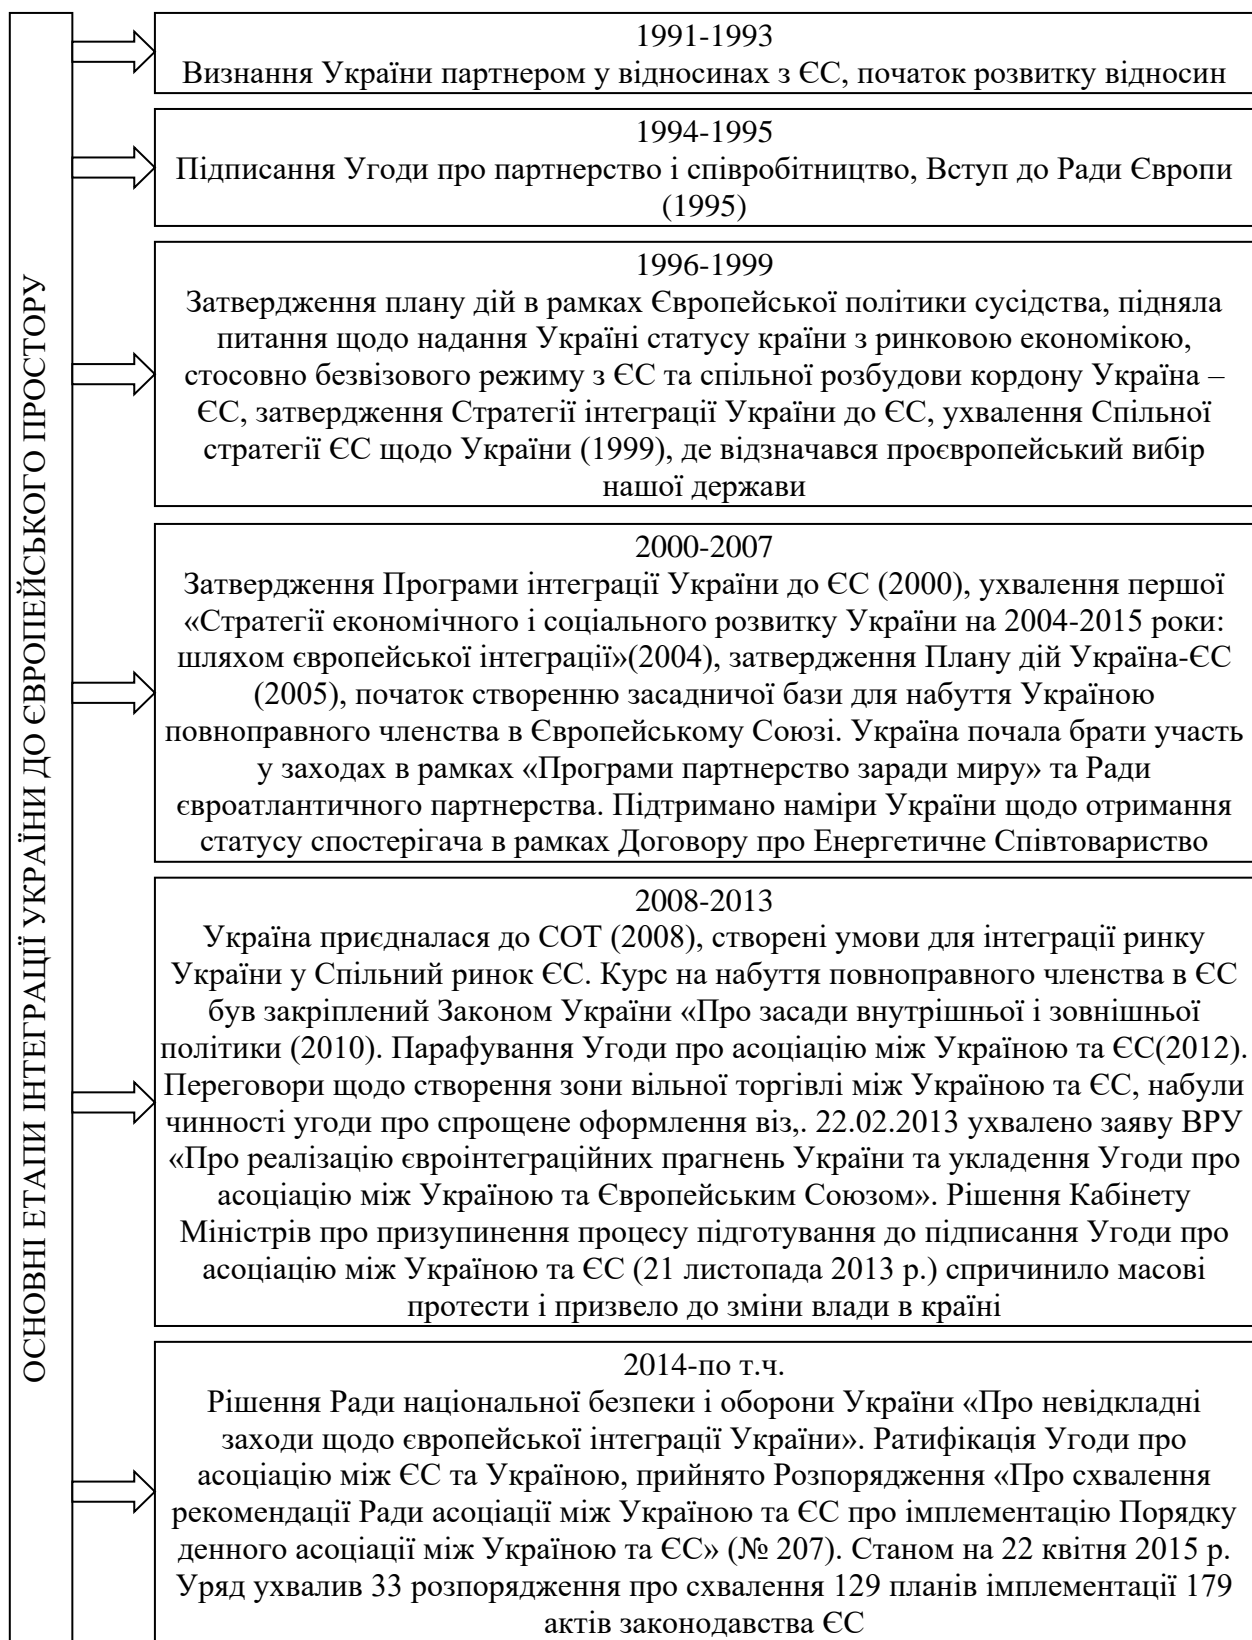 ОСНОВНІ ЕТАПИ ІНТЕГРАЦІЇ УКРАЇНИ ДО ЄВРОПЕЙСЬКОГО ПРОСТОРУ
1991-1993
Визнання України партнером у відносинах з ЄС, початок розвитку відносин
1994-1995
Підписання Угоди про партнерство і співробітництво, Вступ до Ради Європи
(1995)
1996-1999
Затвердження плану дій в рамках Європейської політики сусідства, підняла
питання щодо надання Україні статусу країни з ринковою економікою,
стосовно безвізового режиму з ЄС та спільної розбудови кордону Україна –
ЄС, затвердження Стратегії інтеграції України до ЄС, ухвалення Спільної
стратегії ЄС щодо України (1999), де відзначався проєвропейський вибір
нашої держави
2000-2007
Затвердження Програми інтеграції України до ЄС (2000), ухвалення першої
«Стратегії економічного і соціального розвитку України на 2004-2015 роки:
шляхом європейської інтеграції»(2004), затвердження Плану дій Україна-ЄС
(2005), початок створенню засадничої бази для набуття Україною
повноправного членства в Європейському Союзі. Україна почала брати участь
у заходах в рамках «Програми партнерство заради миру» та Ради
євроатлантичного партнерства. Підтримано наміри України щодо отримання
статусу спостерігача в рамках Договору про Енергетичне Співтовариство
2008-2013
Україна приєдналася до СОТ (2008), створені умови для інтеграції ринку
України у Спільний ринок ЄС. Курс на набуття повноправного членства в ЄС
був закріплений Законом України «Про засади внутрішньої і зовнішньої
політики (2010). Парафування Угоди про асоціацію між Україною та ЄС(2012).
Переговори щодо створення зони вільної торгівлі між Україною та ЄС, набули
чинності угоди про спрощене оформлення віз,. 22.02.2013 ухвалено заяву ВРУ
«Про реалізацію євроінтеграційних прагнень України та укладення Угоди про
асоціацію між Україною та Європейським Союзом». Рішення Кабінету
Міністрів про призупинення процесу підготування до підписання Угоди про
асоціацію між Україною та ЄС (21 листопада 2013 р.) спричинило масові
протести і призвело до зміни влади в країні
2014-по т.ч.
Рішення Ради національної безпеки і оборони України «Про невідкладні
заходи щодо європейської інтеграції України». Ратифікація Угоди про
асоціацію між ЄС та Україною, прийнято Розпорядження «Про схвалення
рекомендації Ради асоціації між Україною та ЄС про імплементацію Порядку
денного асоціації між Україною та ЄС» (№ 207). Станом на 22 квітня 2015 р.
Уряд ухвалив 33 розпорядження про схвалення 129 планів імплементації 179
актів законодавства ЄС